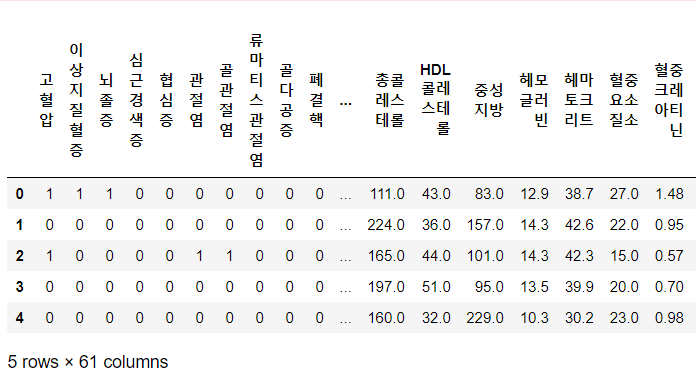 고혈압 이상지질혈증 뇌졸증 심근경색증 협심증 관절염 골관절염 류마티스관절염 골다공증 폐결핵 ... 총콜레스테롤 HDL콜레스테롤 중성지방 헤모글러빈 헤마토크리트 혈중요소질소 혈중크레아티닌
0 1 1 1 0 0 0 0 0 0 0 ... 111.0 43.0 83.0 12.9 38.7 27.0 1.48
1 0 0 0 0 0 0 0 0 0 0 ... 224.0 36.0 157.0 14.3 42.6 22.0 0.95
2 1 0 0 0 0 1 1 0 0 0 ... 165.0 44.0 101.0 14.3 42.3 15.0 0.57
3 0 0 0 0 0 0 0 0 0 0 ... 197.0 51.0 95.0 13.5 39.9 20.0 0.70
4 0 0 0 0 0 0 0 0 0 0 ... 160.0 32.0 229.0 10.3 30.2 23.0 0.98
5 rows × 61 columns